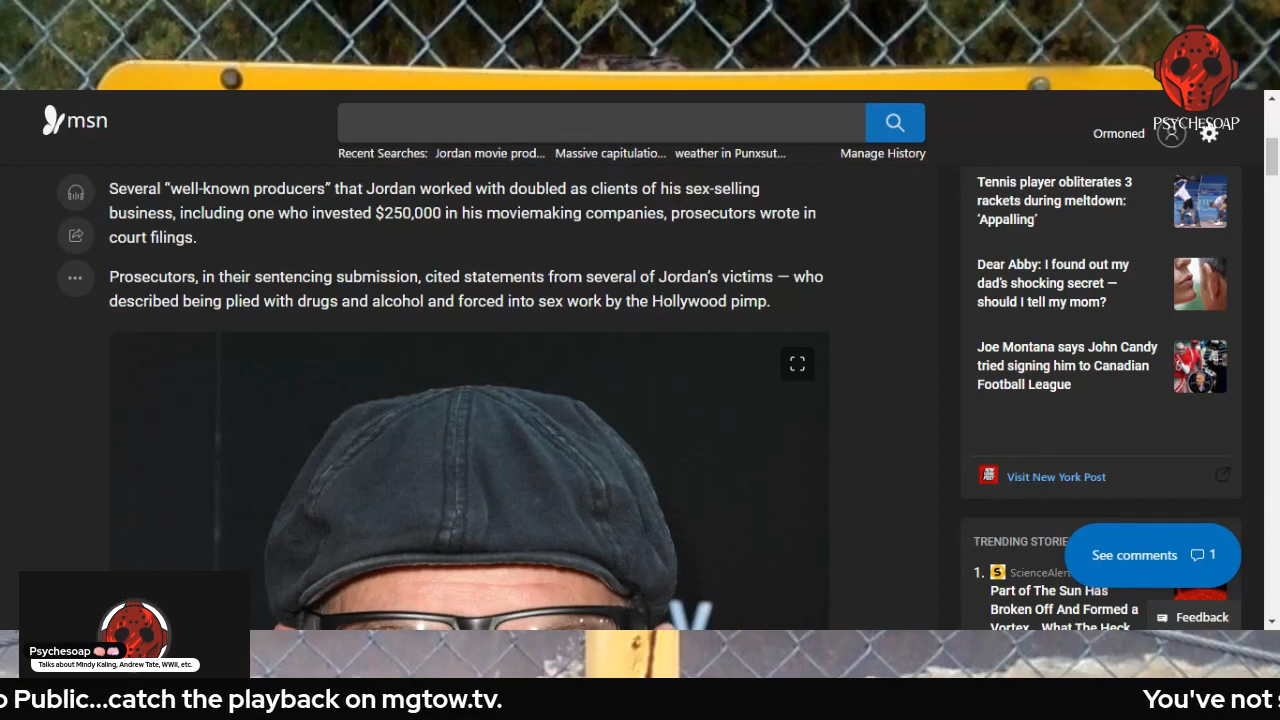 PSYCHESOAP
msn
Ormoned
Recent Searches: Jordan movie prod... Massive capitulatio... weather in Punxsut... Manage History
Several “well-known producers” that Jordan worked with doubled as clients of his sex-selling
business, including one who invested $250,000 in his moviemaking companies, prosecutors wrote in
court filings.
Prosecutors, in their sentencing submission, cited statements from several of Jordan’s victims — who
described being plied with drugs and alcohol and forced into sex work by the Hollywood pimp.
Tennis player obliterates 3
rackets during meltdown:
‘Appalling’
Dear Abby: I found out my
dad’s shocking secret —
should I tell my mom?
Joe Montana says John Candy
tried signing him to Canadian
Football League
NEW YORK POST
Visit New York Post
TRENDING STORIE
See comments 1
1. S ScienceAler
Part of The Sun Has
Broken Off And Formed a
Vortex... What The Heck
Feedback
Psychesoap
Talks about Mindy Kaling, Andrew Tate, WWII, etc.
o Public...catch the playback on mgtow.tv.
You've not s